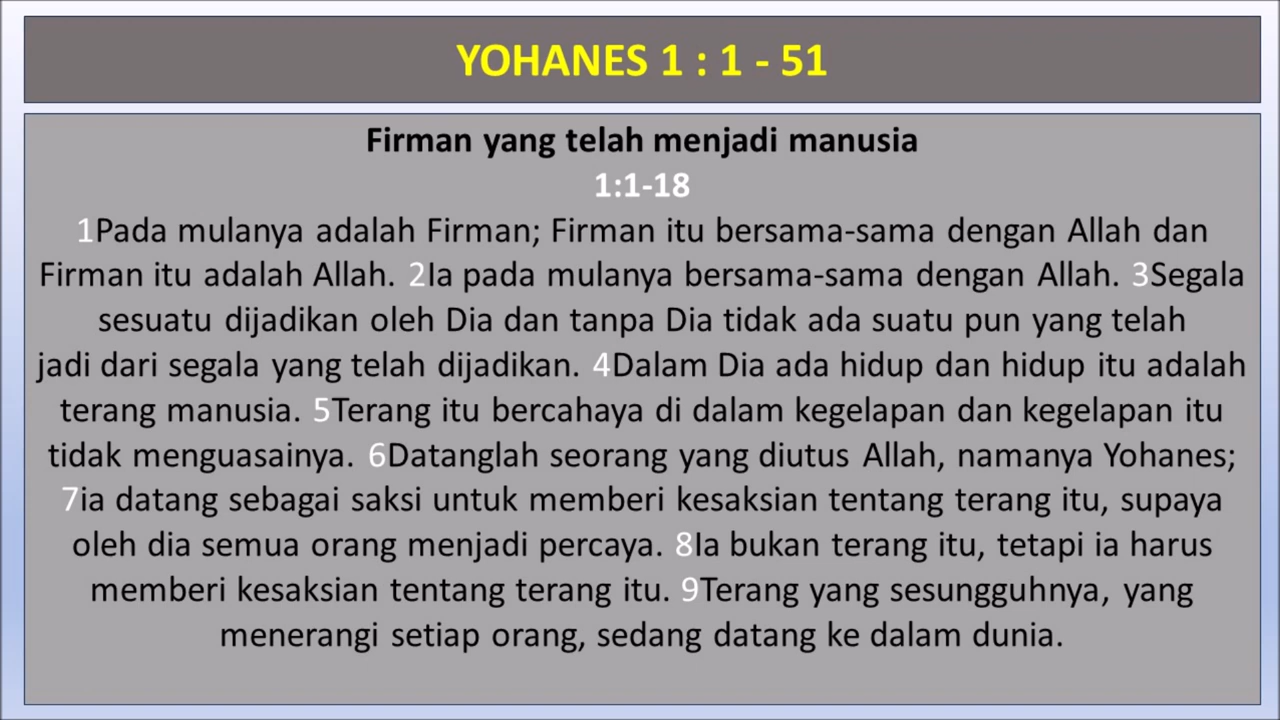 YOHANES 1 : 1 - 51
Firman yang telah menjadi manusia
1:1-18
1Pada mulanya adalah Firman; Firman itu bersama-sama dengan Allah dan
Firman itu adalah Allah. 2Ia pada mulanya bersama-sama dengan Allah. 3Segala
sesuatu dijadikan oleh Dia dan tanpa Dia tidak ada suatu pun yang telah
jadi dari segala yang telah dijadikan. 4Dalam Dia ada hidup dan hidup itu adalah
terang manusia. 5Terang itu bercahaya di dalam kegelapan dan kegelapan itu
tidak menguasainya. 6Datanglah seorang yang diutus Allah, namanya Yohanes;
7ia datang sebagai saksi untuk memberi kesaksian tentang terang itu, supaya
oleh dia semua orang menjadi percaya. 8Ia bukan terang itu, tetapi ia harus
memberi kesaksian tentang terang itu. 9Terang yang sesungguhnya, yang
menerangi setiap orang, sedang datang ke dalam dunia.